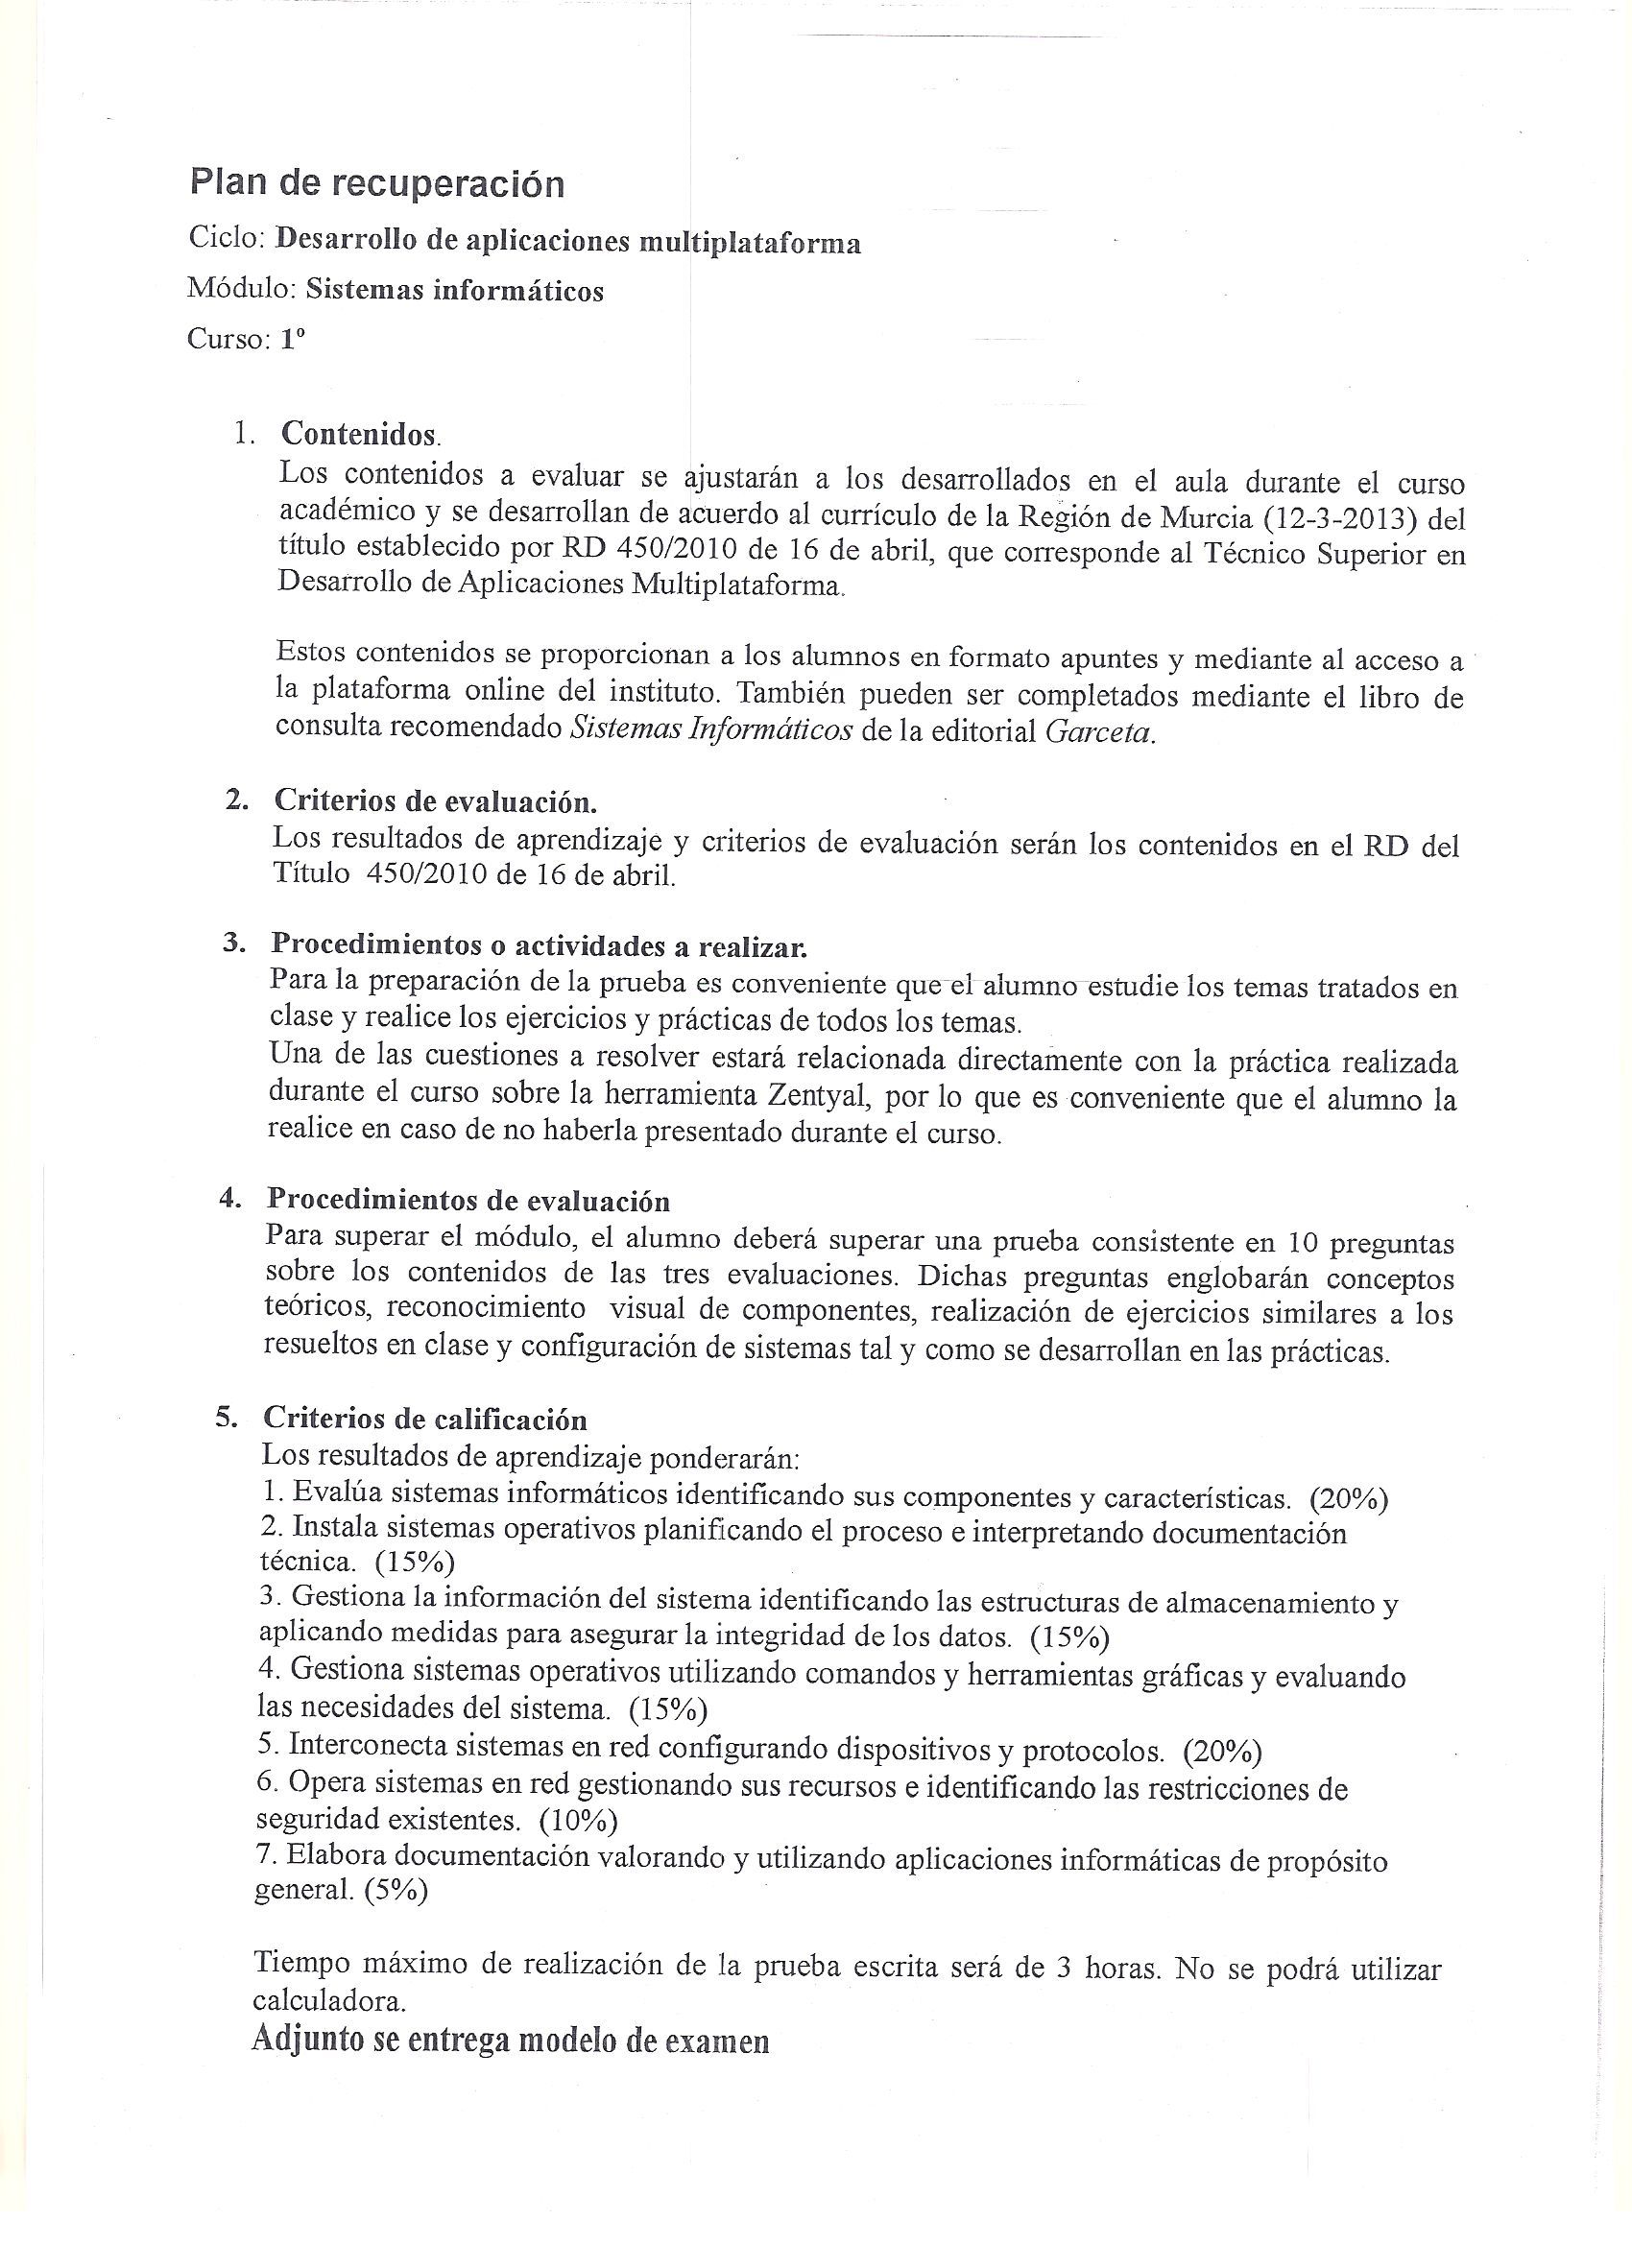 Plan de recuperación
Ciclo: Desarrollo de aplicaciones multiplataforma
Módulo: Sistemas informáticos
Curso: 1º
1. Contenidos.
Los contenidos a evaluar se ajustarán a los desarrollados en el aula durante el curso
académico y se desarrollan de acuerdo al currículo de la Región de Murcia (12-3-2013) del
título establecido por RD 450/2010 de 16 de abril, que corresponde al Técnico Superior en
Desarrollo de Aplicaciones Multiplataforma.
Estos contenidos se proporcionan a los alumnos en formato apuntes y mediante al acceso a
la plataforma online del instituto. También pueden ser completados mediante el libro de
consulta recomendado Sistemas Informáticos de la editorial Garceta.
2. Criterios de evaluación.
Los resultados de aprendizaje y criterios de evaluación serán los contenidos en el RD del
Título 450/2010 de 16 de abril.
3. Procedimientos o actividades a realizar.
Para la preparación de la prueba es conveniente que el alumno estudie los temas tratados en
clase y realice los ejercicios y prácticas de todos los temas.
Una de las cuestiones a resolver estará relacionada directamente con la práctica realizada
durante el curso sobre la herramienta Zentyal, por lo que es conveniente que el alumno la
realice en caso de no haberla presentado durante el curso.
4. Procedimientos de evaluación
Para superar el módulo, el alumno deberá superar una prueba consistente en 10 preguntas
sobre los contenidos de las tres evaluaciones. Dichas preguntas englobarán conceptos
teóricos, reconocimiento visual de componentes, realización de ejercicios similares a los
resueltos en clase y configuración de sistemas tal y como se desarrollan en las prácticas.
5. Criterios de calificación
Los resultados de aprendizaje ponderarán:
1. Evalúa sistemas informáticos identificando sus componentes y características. (20%)
2. Instala sistemas operativos planificando el proceso e interpretando documentación
técnica. (15%)
3. Gestiona la información del sistema identificando las estructuras de almacenamiento y
aplicando medidas para asegurar la integridad de los datos. (15%)
4. Gestiona sistemas operativos utilizando comandos y herramientas gráficas y evaluando
las necesidades del sistema. (15%)
5. Interconecta sistemas en red configurando dispositivos y protocolos. (20%)
6. Opera sistemas en red gestionando sus recursos e identificando las restricciones de
seguridad existentes. (10%)
7. Elabora documentación valorando y utilizando aplicaciones informáticas de propósito
general. (5%)
Tiempo máximo de realización de la prueba escrita será de 3 horas. No se podrá utilizar
calculadora.
Adjunto se entrega modelo de examen